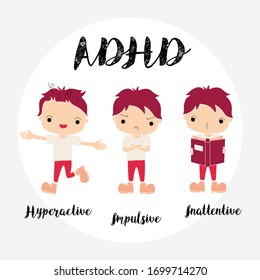 ADHD
Hyperactive
Impulsive
Inattentive
shutterstock.com · 1699714270